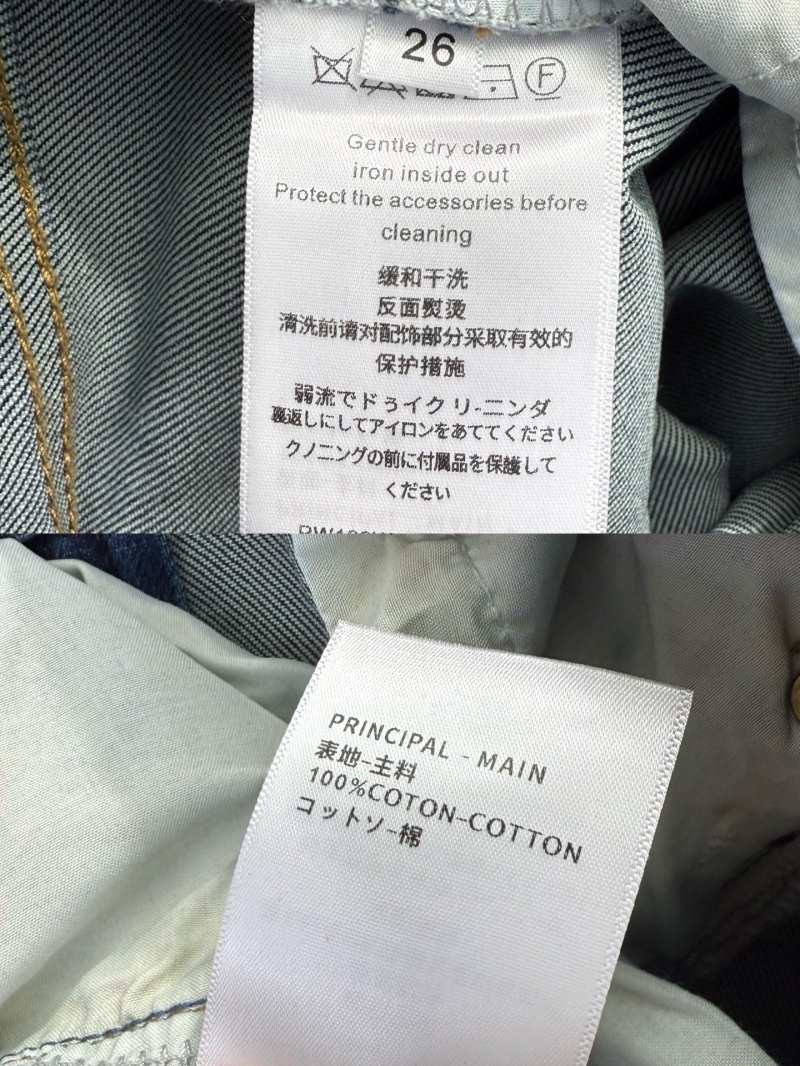 26
F
Gentle dry clean
iron inside out
Protect the accessories before
cleaning
缓和干洗
反面熨烫
清洗前请对配饰部分采取有效的
保护措施
弱流でドゥイクリ-ニンダ
裏返しにしてアイロンをあててください
クノニングの前に付属品を保護して
ください
PRINCIPAL - MAIN
表地-主料
100%COTON-COTTON
コットソ-棉